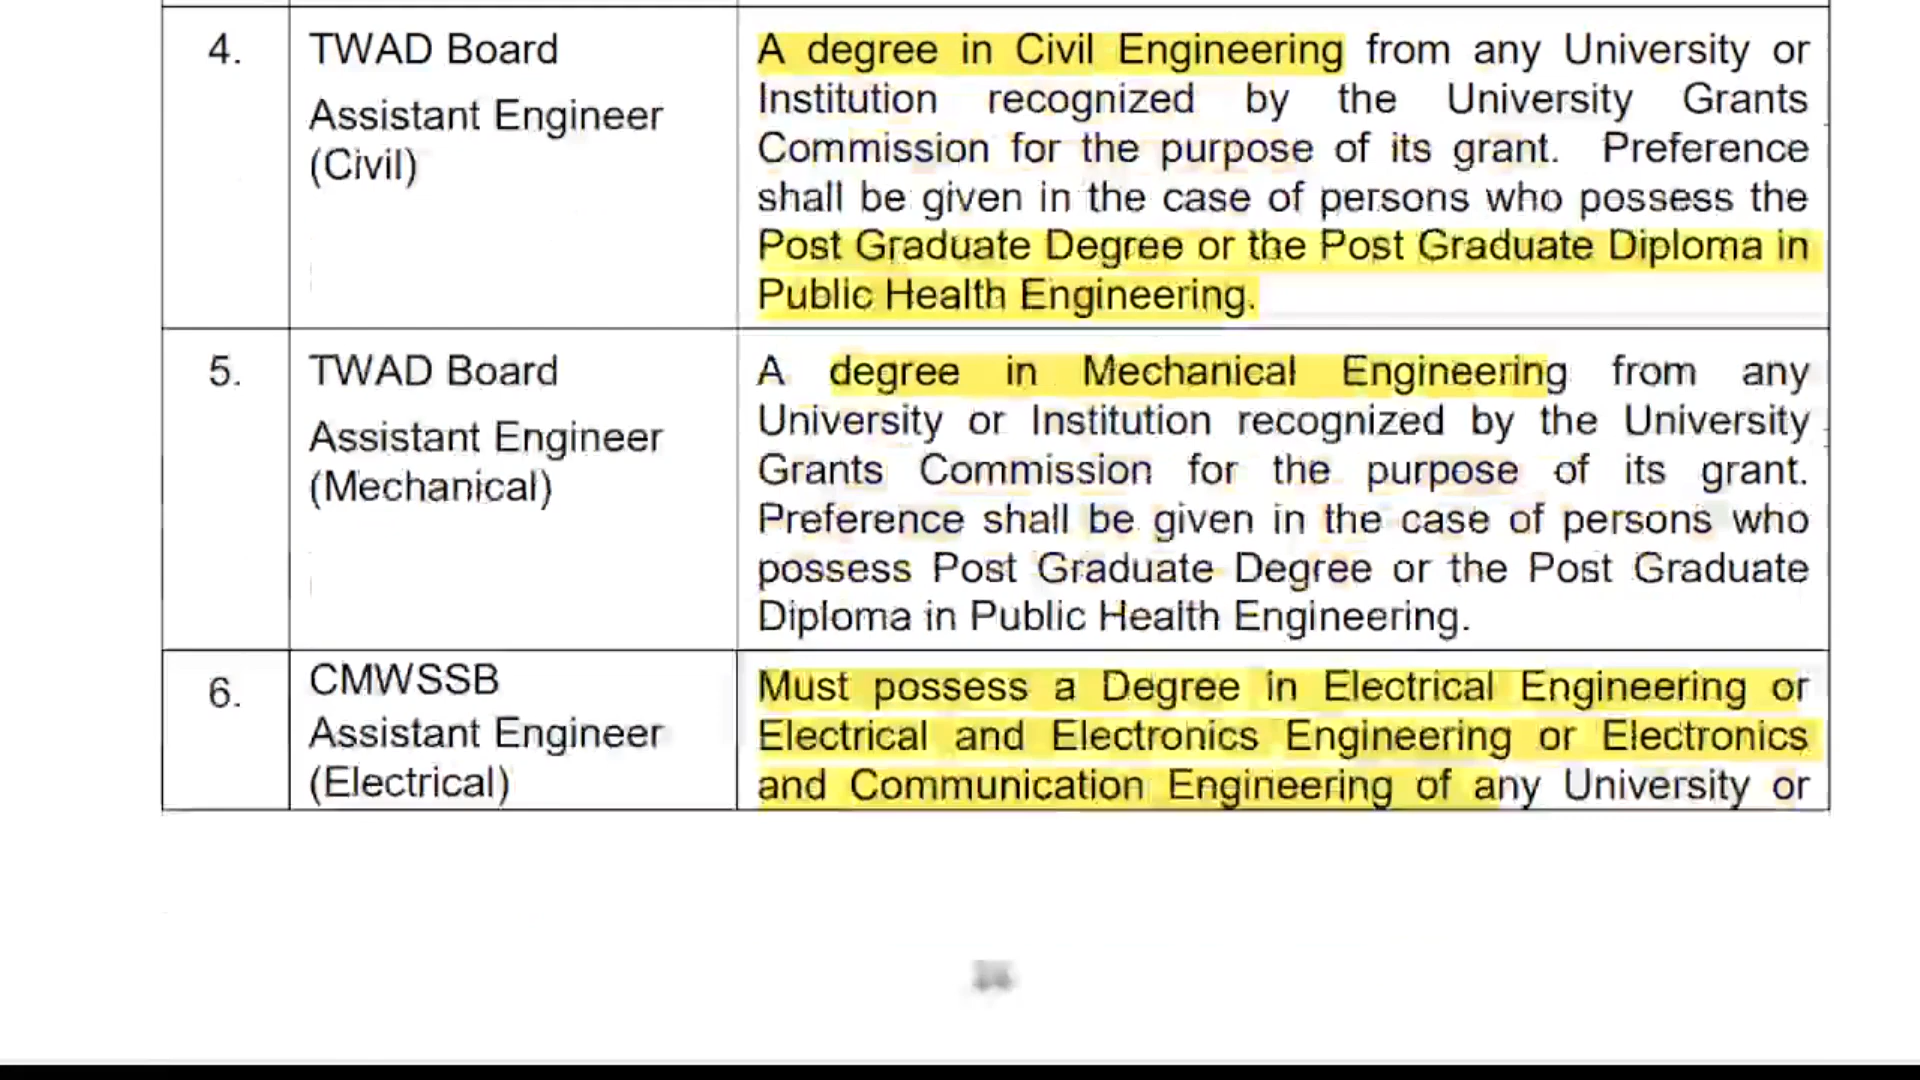 4.
TWAD Board
Assistant Engineer
(Civil)
A degree in Civil Engineering from any University or
Institution recognized by the University Grants
Commission for the purpose of its grant. Preference
shall be given in the case of persons who possess the
Post Graduate Degree or the Post Graduate Diploma in
Public Health Engineering.
5.
TWAD Board
Assistant Engineer
(Mechanical)
A degree in Mechanical Engineering from any
University or Institution recognized by the University
Grants Commission for the purpose of its grant.
Preference shall be given in the case of persons who
possess Post Graduate Degree or the Post Graduate
Diploma in Public Health Engineering.
6.
CMWSSB
Assistant Engineer
(Electrical)
Must possess a Degree in Electrical Engineering or
Electrical and Electronics Engineering or Electronics
and Communication Engineering of any University or